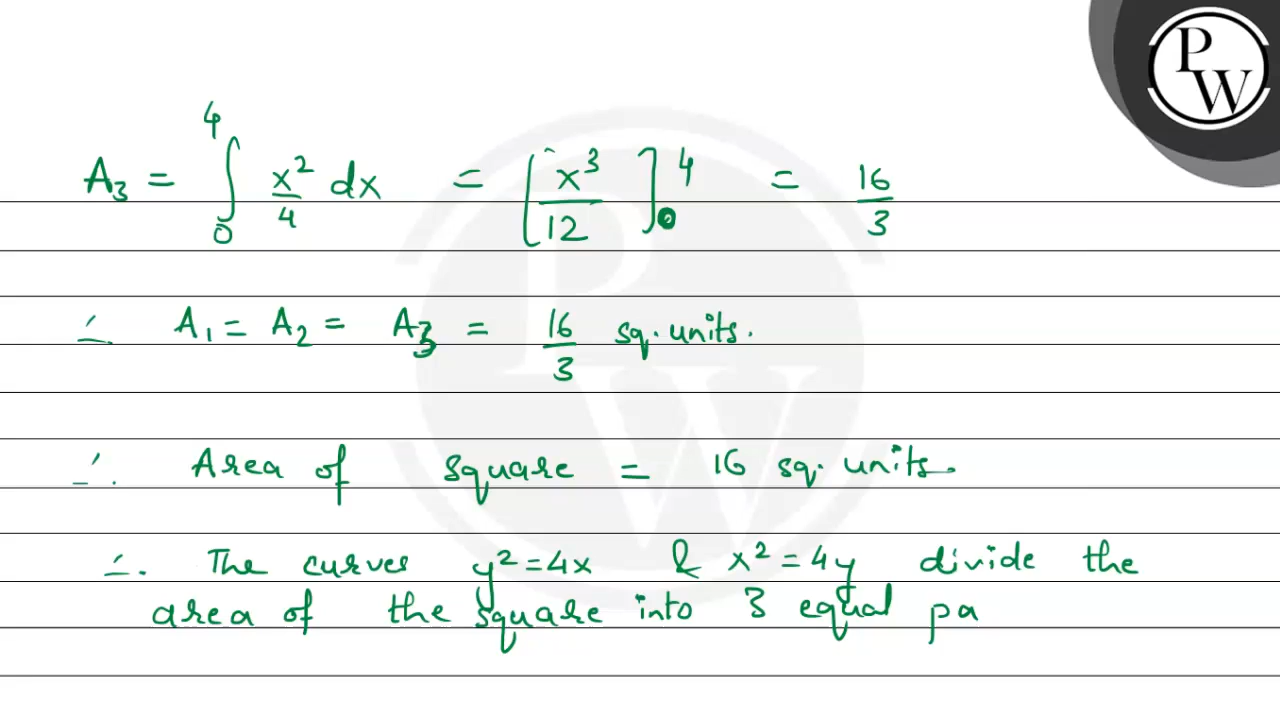 PW
A₃ = ∫₀⁴ x²/4 dx = [x³/12]₀⁴ = 16/3
∴ A₁ = A₂ = A₃ = 16/3 sq. units.
∴ Area of square = 16 sq. units.
∴ The curves y² = 4x & x² = 4y divide the
area of the square into 3 equal pa